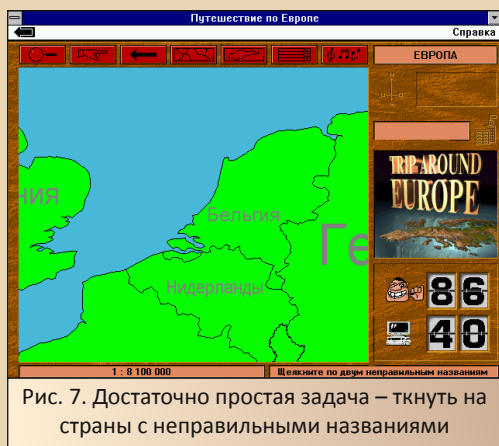 Путешествие по Европе
Справка
ЕВРОПА
ния
Бельгия
Ге
Нидерланды
TRIP AROUND
EUROPE
86
40
1 : 8 100 000
Щелкните по двум неправильным названиям
Рис. 7. Достаточно простая задача – ткнуть на
страны с неправильными названиями